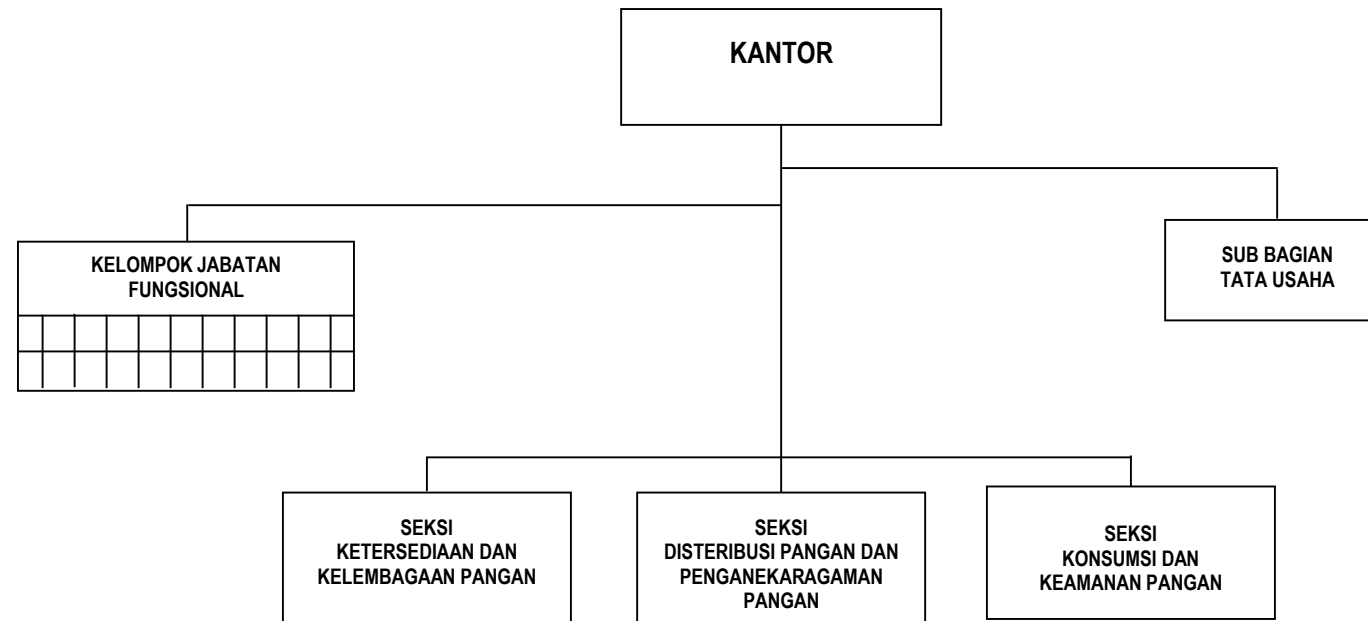 KANTOR
KELOMPOK JABATAN
FUNGSIONAL
SUB BAGIAN
TATA USAHA
SEKSI
KETERSEDIAAN DAN
KELEMBAGAAN PANGAN
SEKSI
DISTERIBUSI PANGAN DAN
PENGANEKARAGAMAN
PANGAN
SEKSI
KONSUMSI DAN
KEAMANAN PANGAN